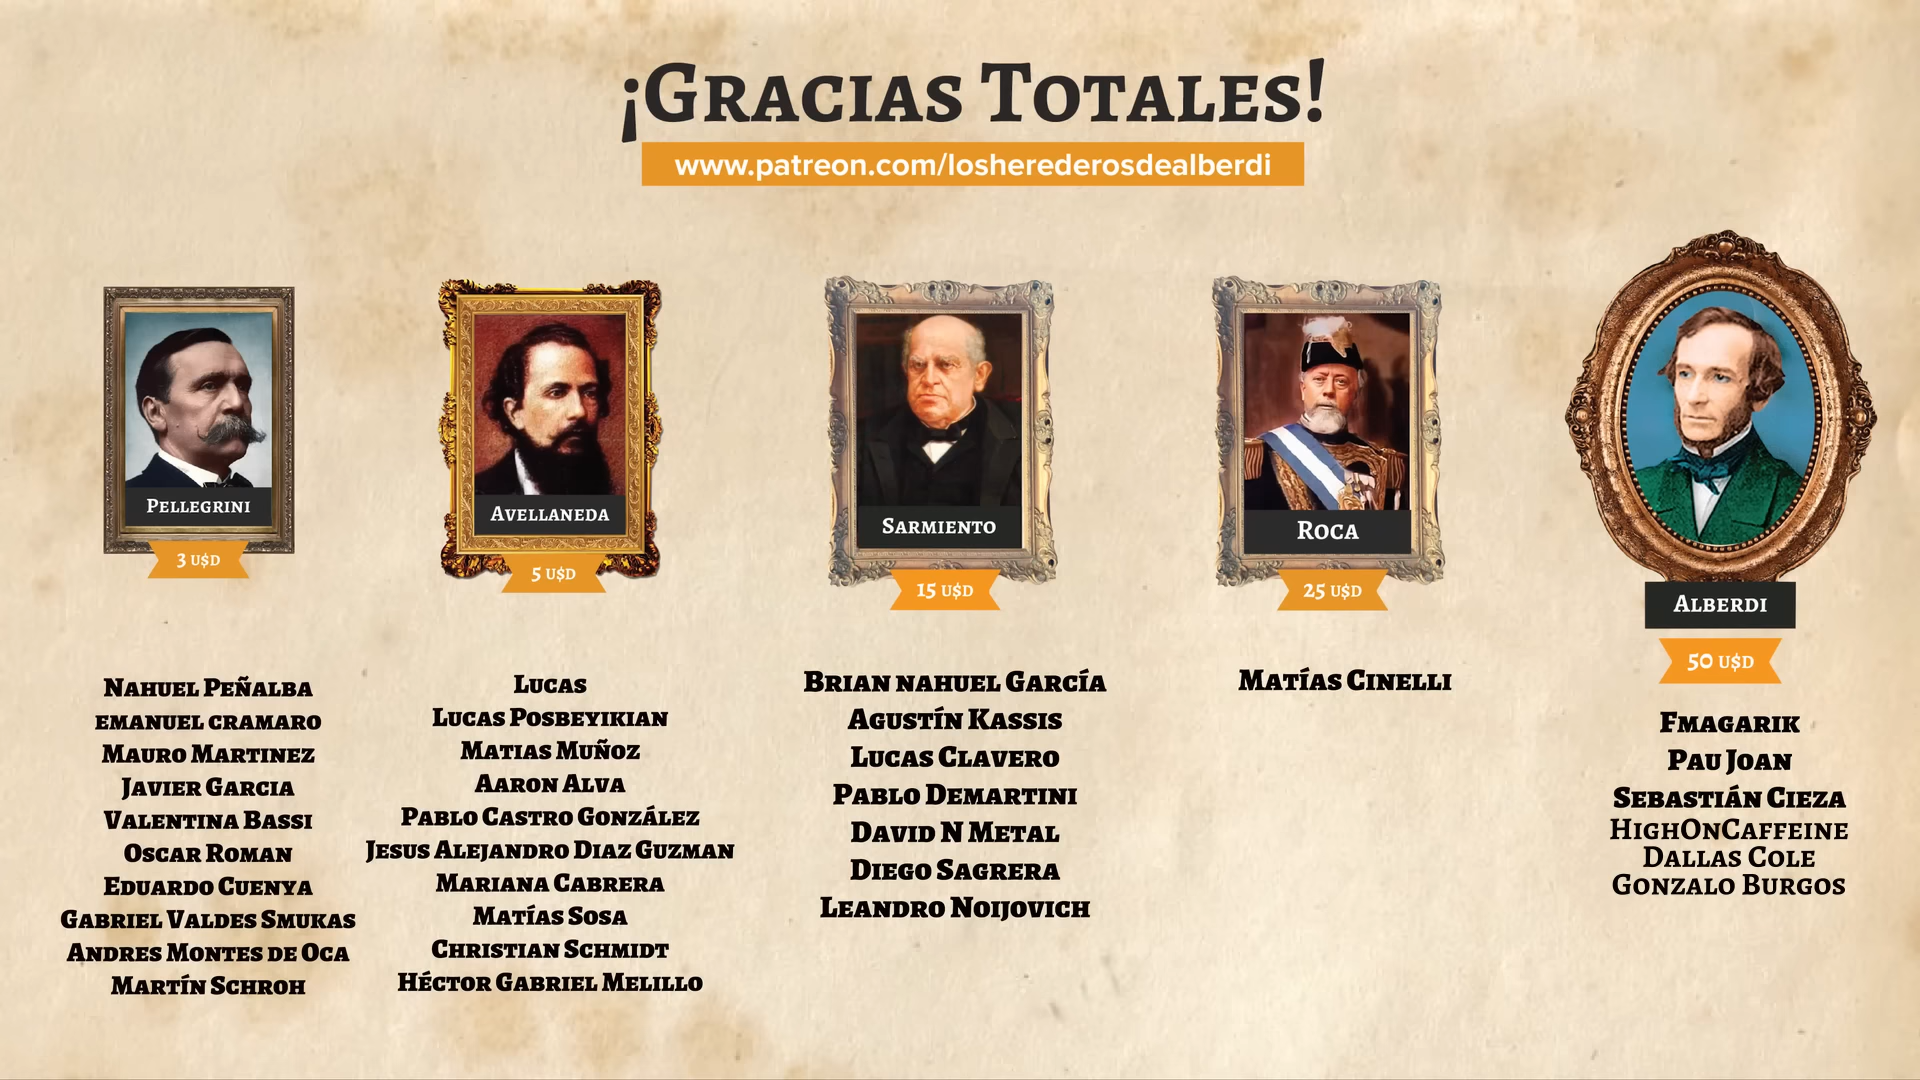 ¡Gracias Totales!
www.patreon.com/losherederosdealberdi
Pellegrini
3 U$D
Nahuel Peñalba
emanuel cramaro
Mauro Martinez
Javier Garcia
Valentina Bassi
Oscar Roman
Eduardo Cuenya
Gabriel Valdes Smukas
Andres Montes de Oca
Martín Schroh
Avellaneda
5 U$D
Lucas
Lucas Posbeyikian
Matias Muñoz
Aaron Alva
Pablo Castro González
Jesus Alejandro Diaz Guzman
Mariana Cabrera
Matías Sosa
Christian Schmidt
Héctor Gabriel Melillo
Sarmiento
15 U$D
Brian nahuel García
Agustín Kassis
Lucas Clavero
Pablo Demartini
David N Metal
Diego Sagrera
Leandro Noijovich
Roca
25 U$D
Matías Cinelli
Alberdi
50 U$D
Fmagarik
Pau Joan
Sebastián Cieza
HighOnCaffeine
Dallas Cole
Gonzalo Burgos